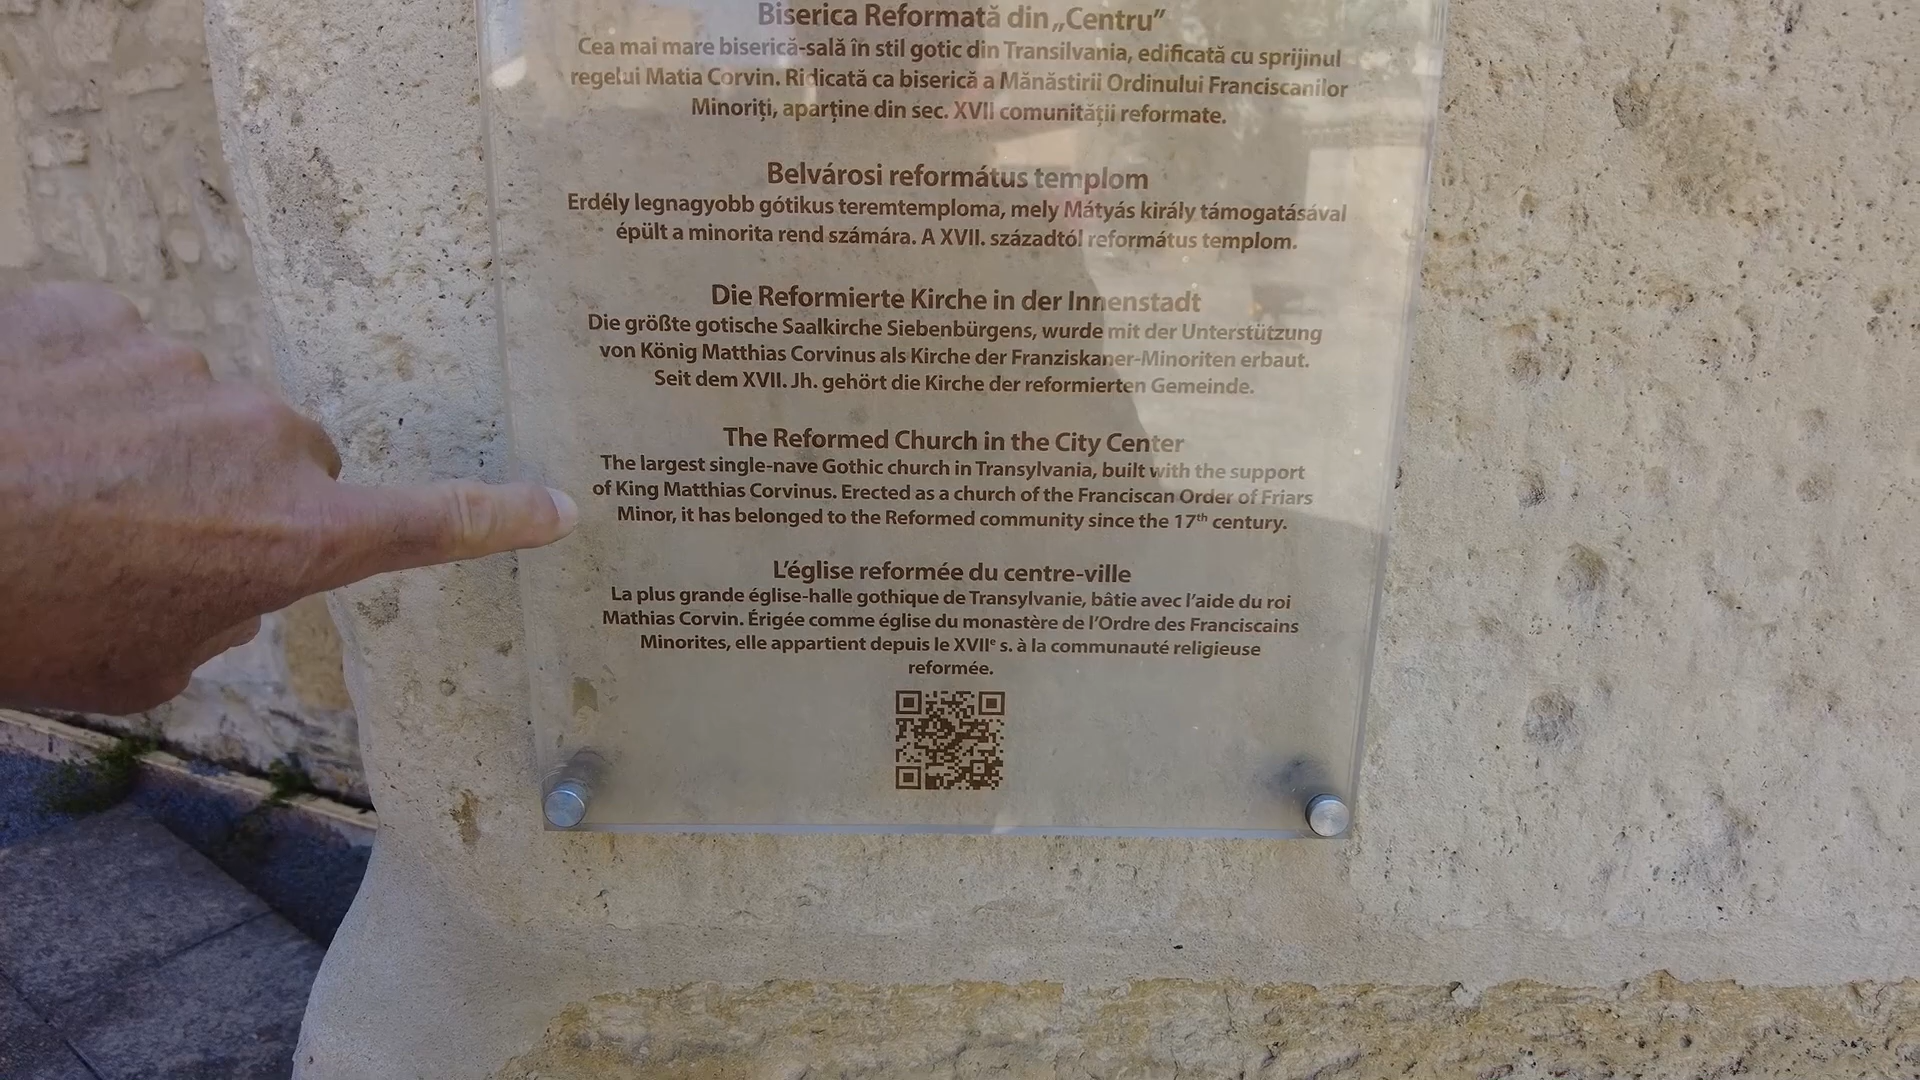 Biserica Reformată din „Centru”
Cea mai mare biserică-sală în stil gotic din Transilvania, edificată cu sprijinul
regelui Matia Corvin. Ridicată ca biserică a Mănăstirii Ordinului Franciscanilor
Minoriți, aparține din sec. XVII comunității reformate.
Belvárosi református templom
Erdély legnagyobb gótikus teremtemploma, mely Mátyás király támogatásával
épült a minorita rend számára. A XVII. századtól református templom.
Die Reformierte Kirche in der Innenstadt
Die größte gotische Saalkirche Siebenbürgens, wurde mit der Unterstützung
von König Matthias Corvinus als Kirche der Franziskaner-Minoriten erbaut.
Seit dem XVII. Jh. gehört die Kirche der reformierten Gemeinde.
The Reformed Church in the City Center
The largest single-nave Gothic church in Transylvania, built with the support
of King Matthias Corvinus. Erected as a church of the Franciscan Order of Friars
Minor, it has belonged to the Reformed community since the 17th century.
L’église reformée du centre-ville
La plus grande église-halle gothique de Transylvanie, bâtie avec l’aide du roi
Mathias Corvin. Érigée comme église du monastère de l’Ordre des Franciscains
Minorites, elle appartient depuis le XVIIe s. à la communauté religieuse
reformée.